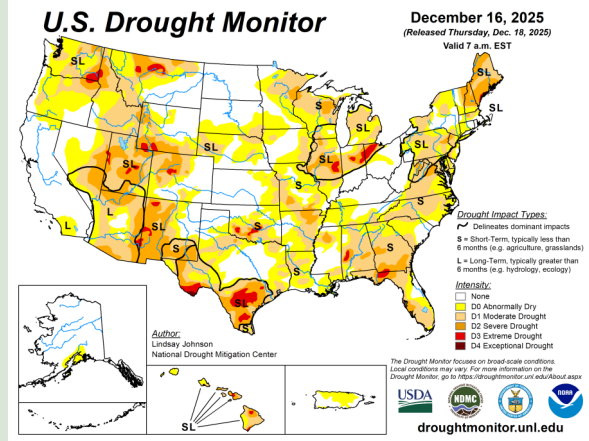 U.S. Drought Monitor
December 16, 2025
(Released Thursday, Dec. 18, 2025)
Valid 7 a.m. EST
SL
SL
SL
S
SL
SL
SL
SL
SL
SL
S
S
L
L
SL
S
S
S
S
SL
S
S
Drought Impact Types:
Delineates dominant impacts
S = Short-Term, typically less than
6 months (e.g. agriculture, grasslands)
L = Long-Term, typically greater than
6 months (e.g. hydrology, ecology)
Intensity:
None
D0 Abnormally Dry
D1 Moderate Drought
D2 Severe Drought
D3 Extreme Drought
D4 Exceptional Drought
Author:
Lindsay Johnson
National Drought Mitigation Center
SL
The Drought Monitor focuses on broad-scale conditions.
Local conditions may vary. For more information on the
Drought Monitor, go to https://droughtmonitor.unl.edu/About.aspx
USDA
NDMC
NOAA
droughtmonitor.unl.edu